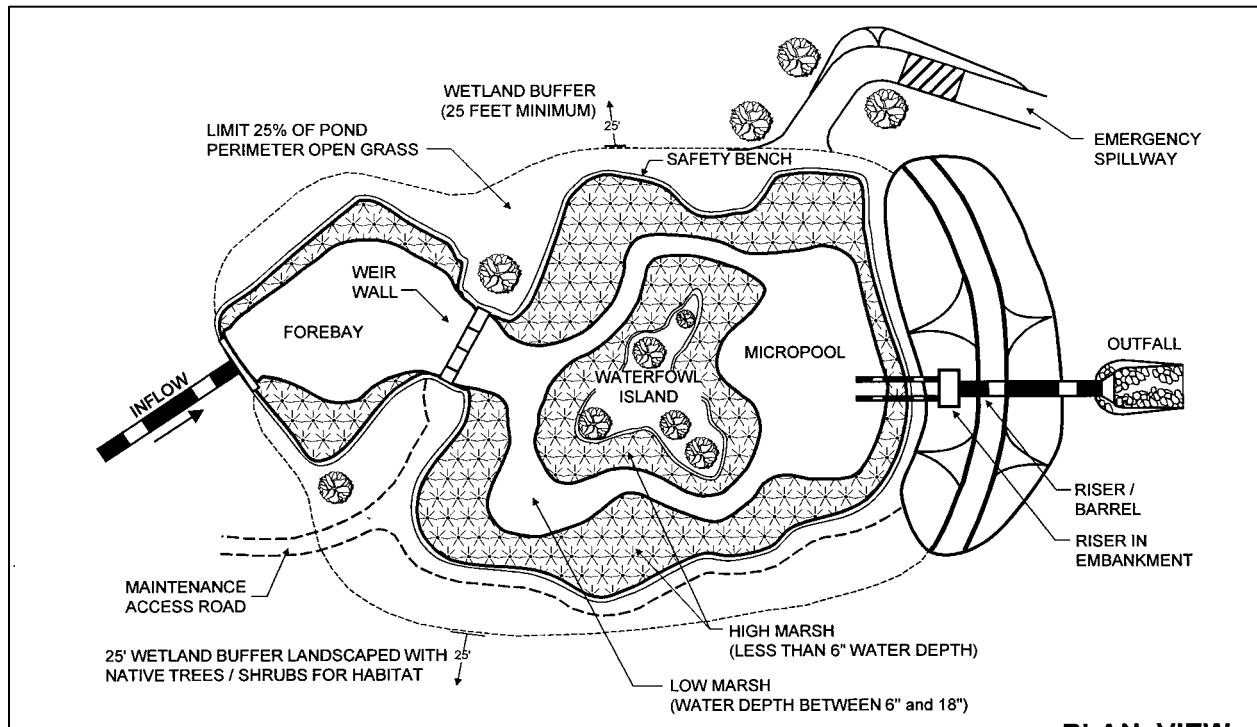 WETLAND BUFFER
(25 FEET MINIMUM)
25'
LIMIT 25% OF POND
PERIMETER OPEN GRASS
SAFETY BENCH
EMERGENCY
SPILLWAY
WEIR
WALL
FOREBAY
MICROPOOL
OUTFALL
WATERFOWL
ISLAND
INFLOW
RISER /
BARREL
RISER IN
EMBANKMENT
MAINTENANCE
ACCESS ROAD
HIGH MARSH
(LESS THAN 6" WATER DEPTH)
25' WETLAND BUFFER LANDSCAPED WITH
NATIVE TREES / SHRUBS FOR HABITAT
25'
LOW MARSH
(WATER DEPTH BETWEEN 6" and 18")
PLAN VIEW